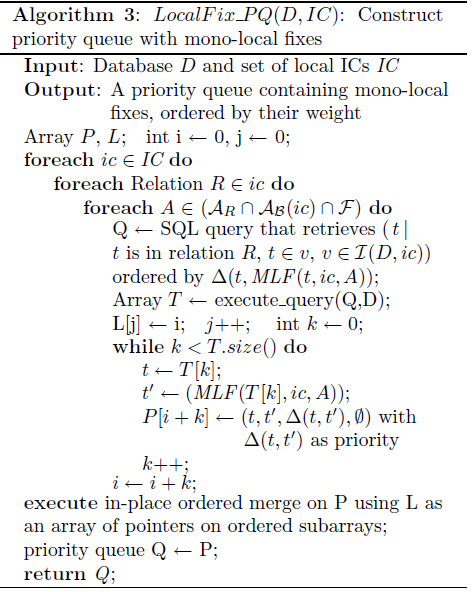 Algorithm 3: LocalFix_PQ(D, IC): Construct
priority queue with mono-local fixes
Input: Database D and set of local ICs IC
Output: A priority queue containing mono-local
fixes, ordered by their weight
Array P, L; int i ← 0, j ← 0;
foreach ic ∈ IC do
foreach Relation R ∈ ic do
foreach A ∈ (𝒜_R ∩ 𝒜_ℬ(ic) ∩ ℱ) do
Q ← SQL query that retrieves (t |
t is in relation R, t ∈ v, v ∈ ℐ(D, ic))
ordered by Δ(t, MLF(t, ic, A));
Array T ← execute_query(Q,D);
L[j] ← i; j++; int k ← 0;
while k < T.size() do
t ← T[k];
t′ ← (MLF(T[k], ic, A));
P[i + k] ← (t, t′, Δ(t, t′), ∅) with
Δ(t, t′) as priority
k++;
i ← i + k;
execute in-place ordered merge on P using L as
an array of pointers on ordered subarrays;
priority queue Q ← P;
return Q;